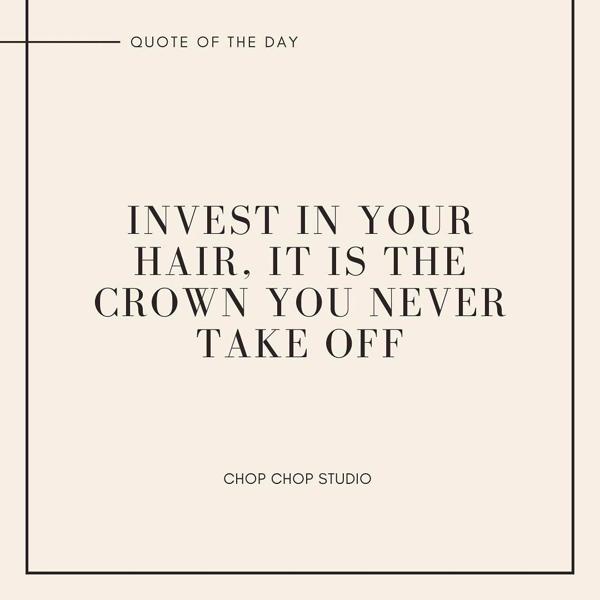 QUOTE OF THE DAY
INVEST IN YOUR
HAIR, IT IS THE
CROWN YOU NEVER
TAKE OFF
CHOP CHOP STUDIO